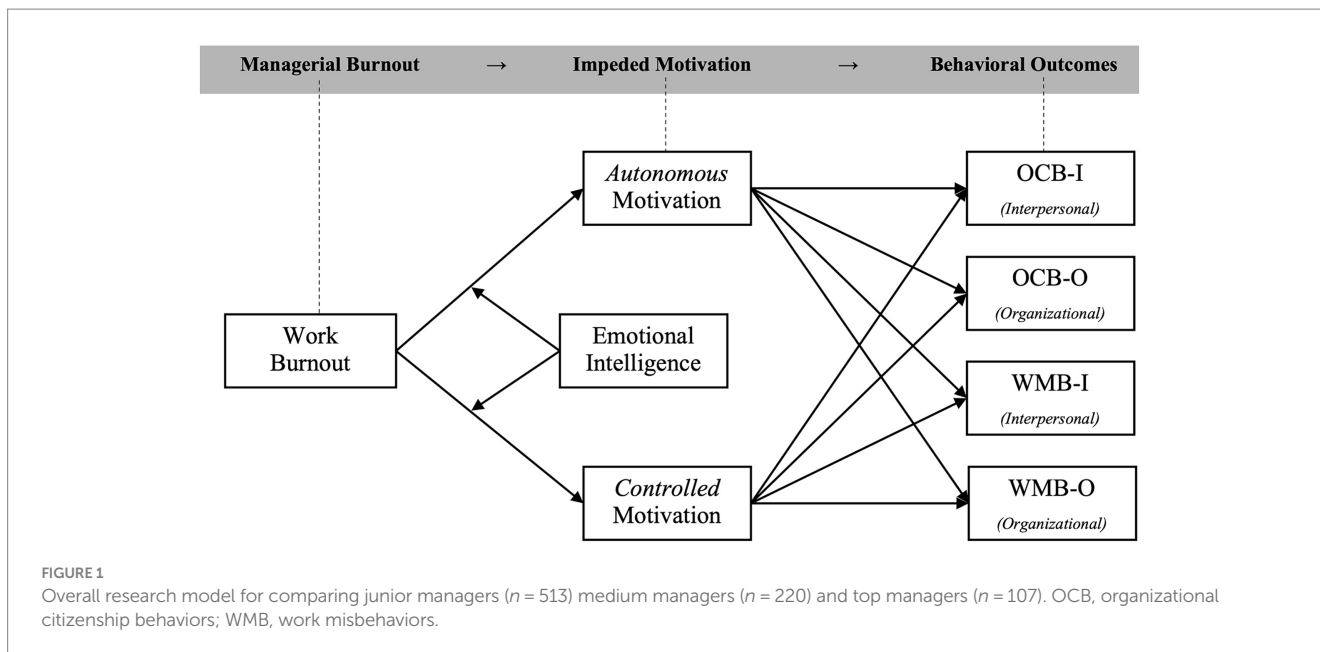 Managerial Burnout → Impeded Motivation → Behavioral Outcomes
Autonomous
Motivation
OCB-I
(Interpersonal)
OCB-O
(Organizational)
Work
Burnout
Emotional
Intelligence
WMB-I
(Interpersonal)
Controlled
Motivation
WMB-O
(Organizational)
FIGURE 1
Overall research model for comparing junior managers (n = 513) medium managers (n = 220) and top managers (n = 107). OCB, organizational
citizenship behaviors; WMB, work misbehaviors.